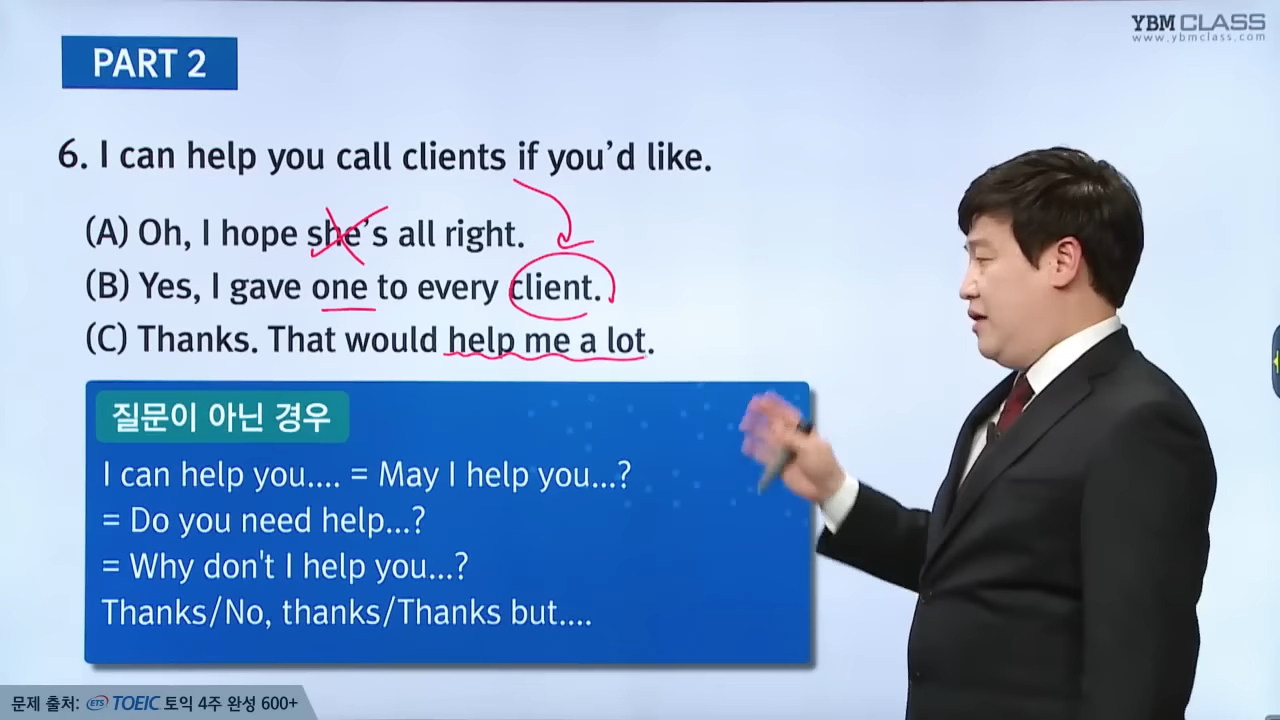 YBM CLASS
www.ybmclass.com
PART 2
6. I can help you call clients if you'd like.
(A) Oh, I hope she's all right.
(B) Yes, I gave one to every client.
(C) Thanks. That would help me a lot.
질문이 아닌 경우
I can help you.... = May I help you...?
= Do you need help...?
= Why don't I help you...?
Thanks/No, thanks/Thanks but....
문제 출처: ETS TOEIC 토익 4주 완성 600+